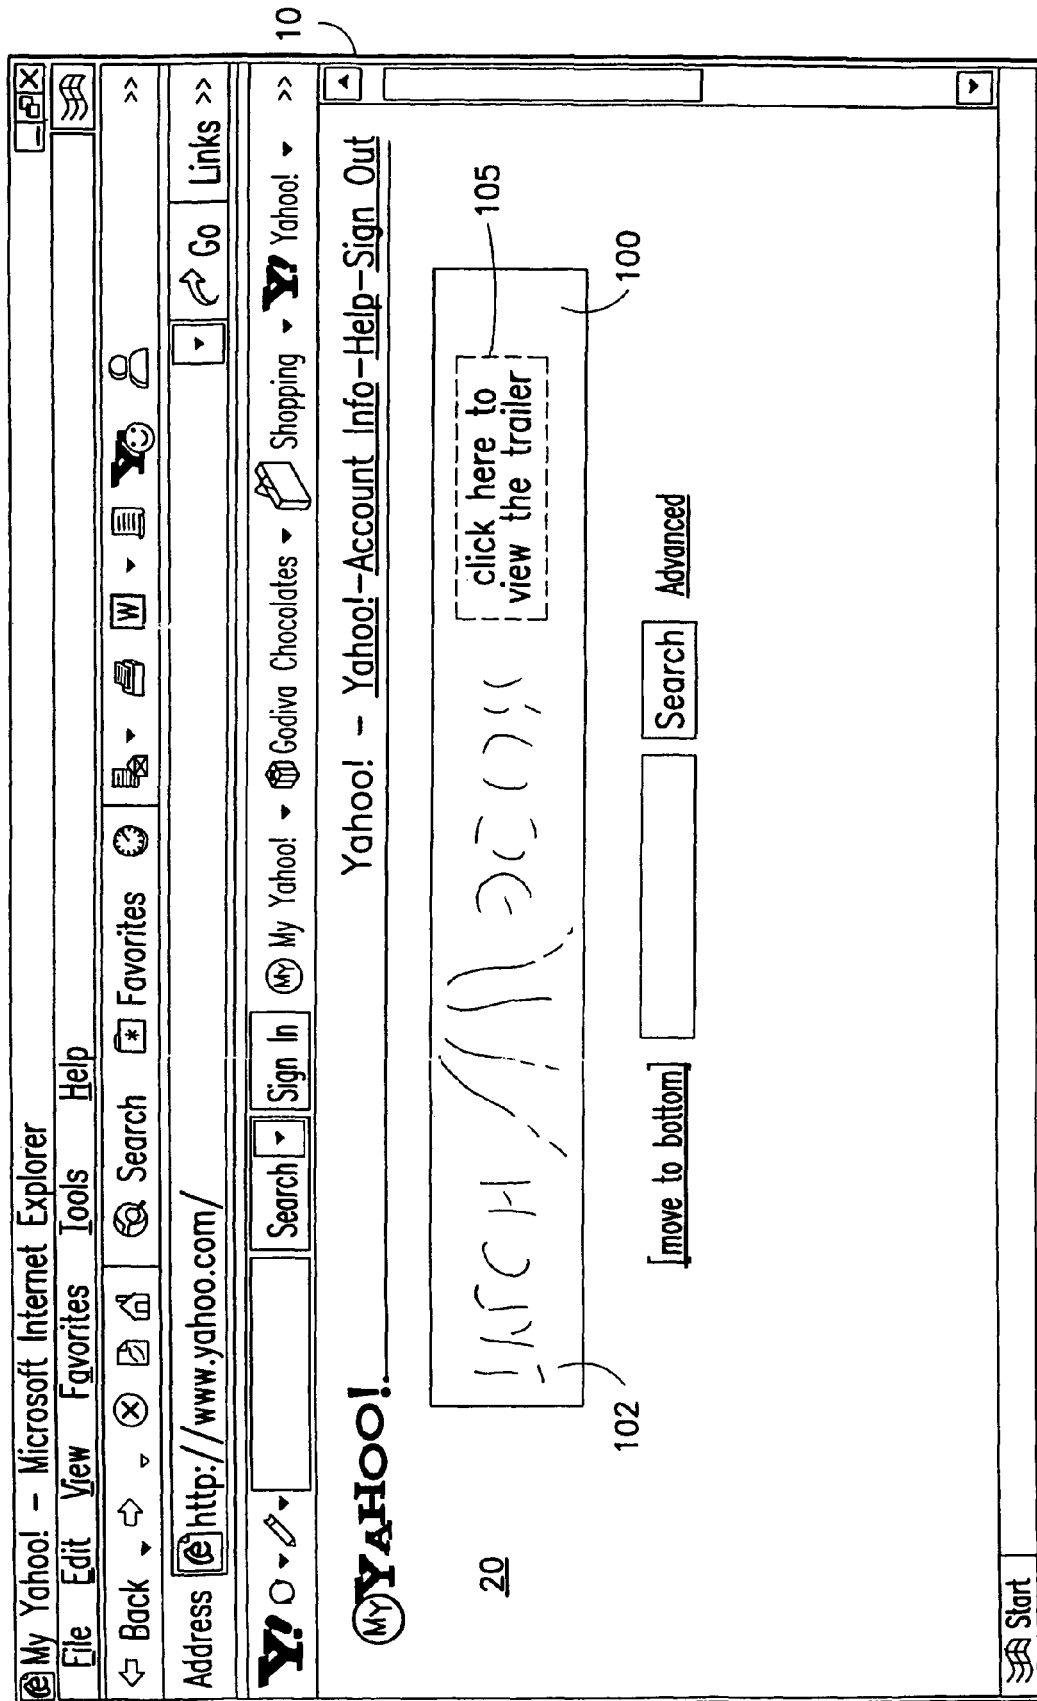 My Yahoo! – Microsoft Internet Explorer
File Edit View Favorites Tools Help
Back Search Favorites W >>
Address http://www.yahoo.com/ Go Links >>
Y! Search Sign In MY My Yahoo! Godiva Chocolates Shopping Y! Yahoo! >>
10
MY YAHOO! Yahoo! – Yahoo!–Account Info–Help–Sign Out
20
click here to
view the trailer
105
102
100
[move to bottom] Search Advanced
Start